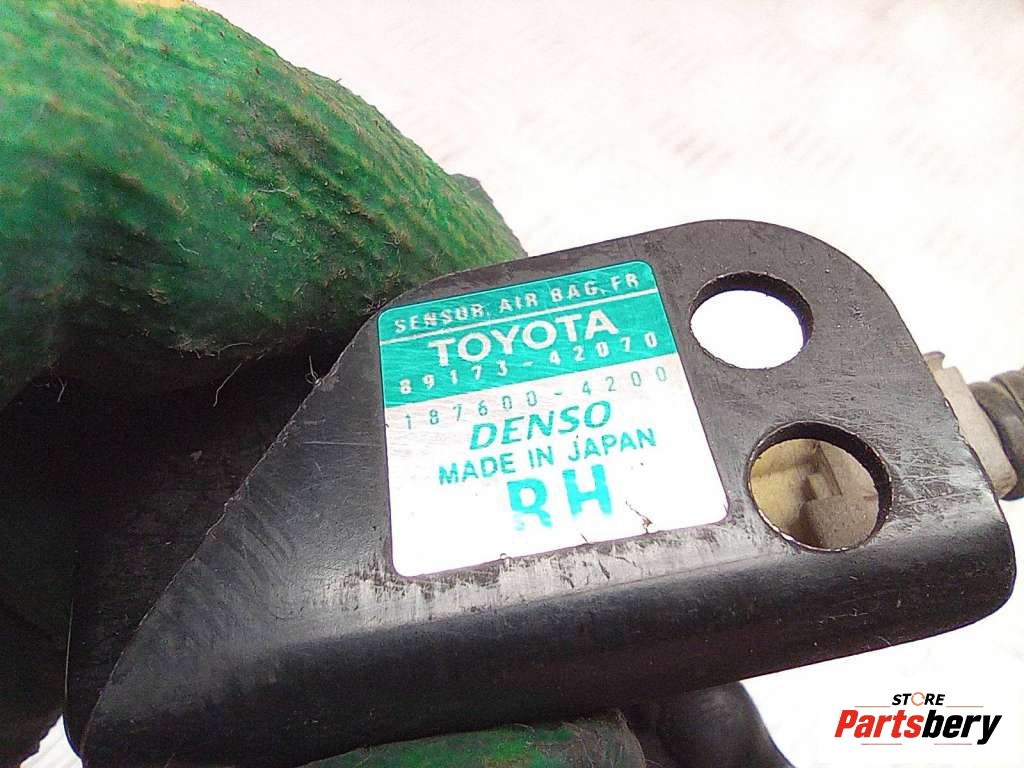 SENSOR, AIR BAG, FR
TOYOTA
89173-42070
187600-4200
DENSO
MADE IN JAPAN
RH
STORE
Partsbery